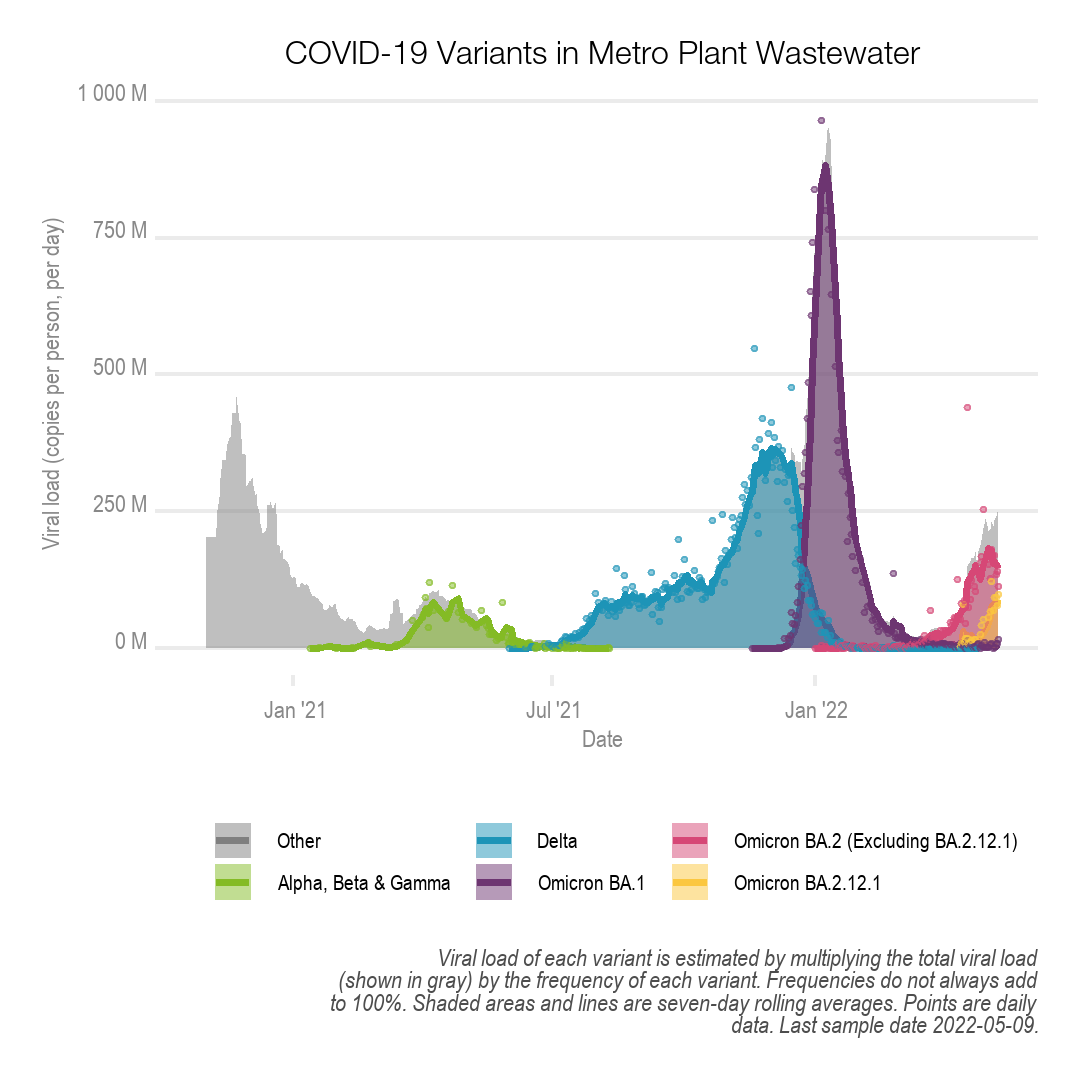 COVID-19 Variants in Metro Plant Wastewater
1 000 M
750 M
500 M
250 M
0 M
Viral load (copies per person, per day)
Jan '21
Jul '21
Jan '22
Date
Other
Delta
Omicron BA.2 (Excluding BA.2.12.1)
Alpha, Beta & Gamma
Omicron BA.1
Omicron BA.2.12.1
Viral load of each variant is estimated by multiplying the total viral load
(shown in gray) by the frequency of each variant. Frequencies do not always add
to 100%. Shaded areas and lines are seven-day rolling averages. Points are daily
data. Last sample date 2022-05-09.